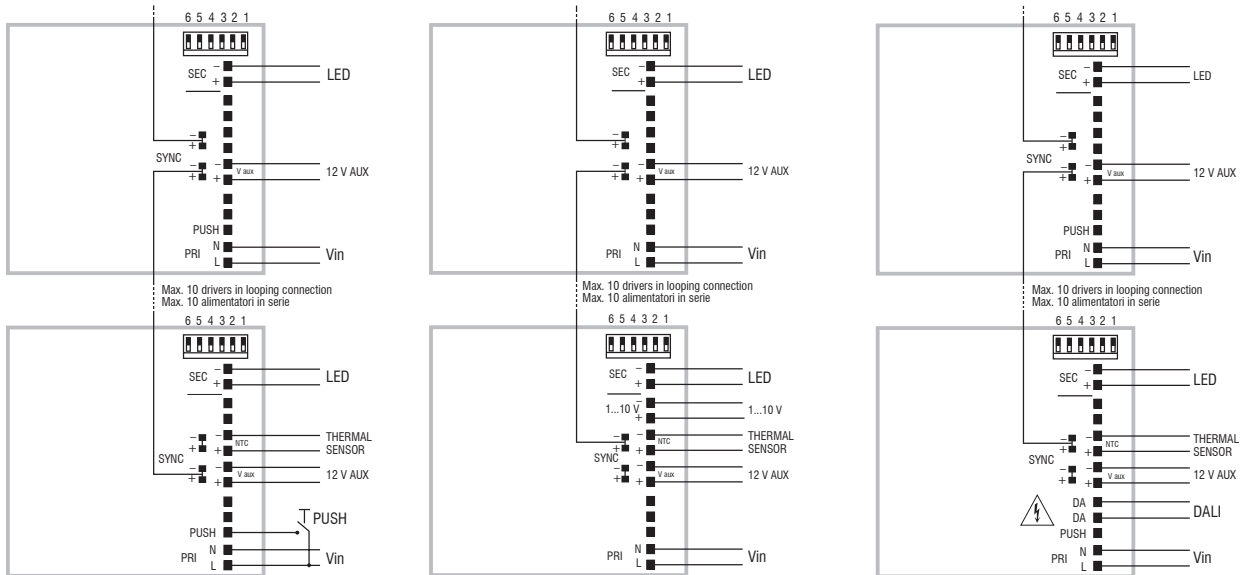 6 5 4 3 2 1
SEC
−
+
LED
−
+
SYNC
−
+
−
+
V aux
12 V AUX
PUSH
PRI
N
L
Vin
Max. 10 drivers in looping connection
Max. 10 alimentatori in serie
6 5 4 3 2 1
SEC
−
+
LED
−
+
SYNC
−
+
−
+
NTC
THERMAL
SENSOR
−
+
V aux
12 V AUX
PUSH
PUSH
PRI
N
L
Vin
6 5 4 3 2 1
SEC
−
+
LED
−
+
−
+
−
+
V aux
12 V AUX
PRI
N
L
Vin
Max. 10 drivers in looping connection
Max. 10 alimentatori in serie
6 5 4 3 2 1
SEC
−
+
LED
1...10 V
−
+
1...10 V
−
+
SYNC
−
+
−
+
NTC
THERMAL
SENSOR
−
+
V aux
12 V AUX
PRI
N
L
Vin
6 5 4 3 2 1
SEC
−
+
LED
−
+
SYNC
−
+
−
+
V aux
12 V AUX
PUSH
PRI
N
L
Vin
Max. 10 drivers in looping connection
Max. 10 alimentatori in serie
6 5 4 3 2 1
SEC
−
+
LED
−
+
SYNC
−
+
−
+
NTC
THERMAL
SENSOR
−
+
V aux
12 V AUX
DA
DA
DALI
PUSH
PRI
N
L
Vin